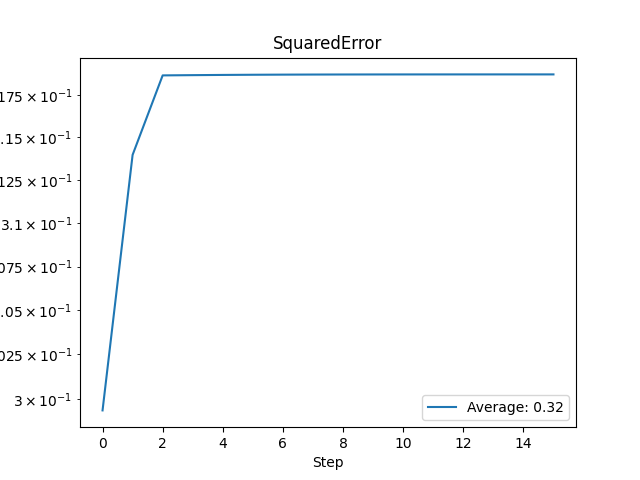 SquaredError
175 × 10⁻¹
.15 × 10⁻¹
125 × 10⁻¹
3.1 × 10⁻¹
075 × 10⁻¹
.05 × 10⁻¹
025 × 10⁻¹
3 × 10⁻¹
Average: 0.32
0 2 4 6 8 10 12 14
Step